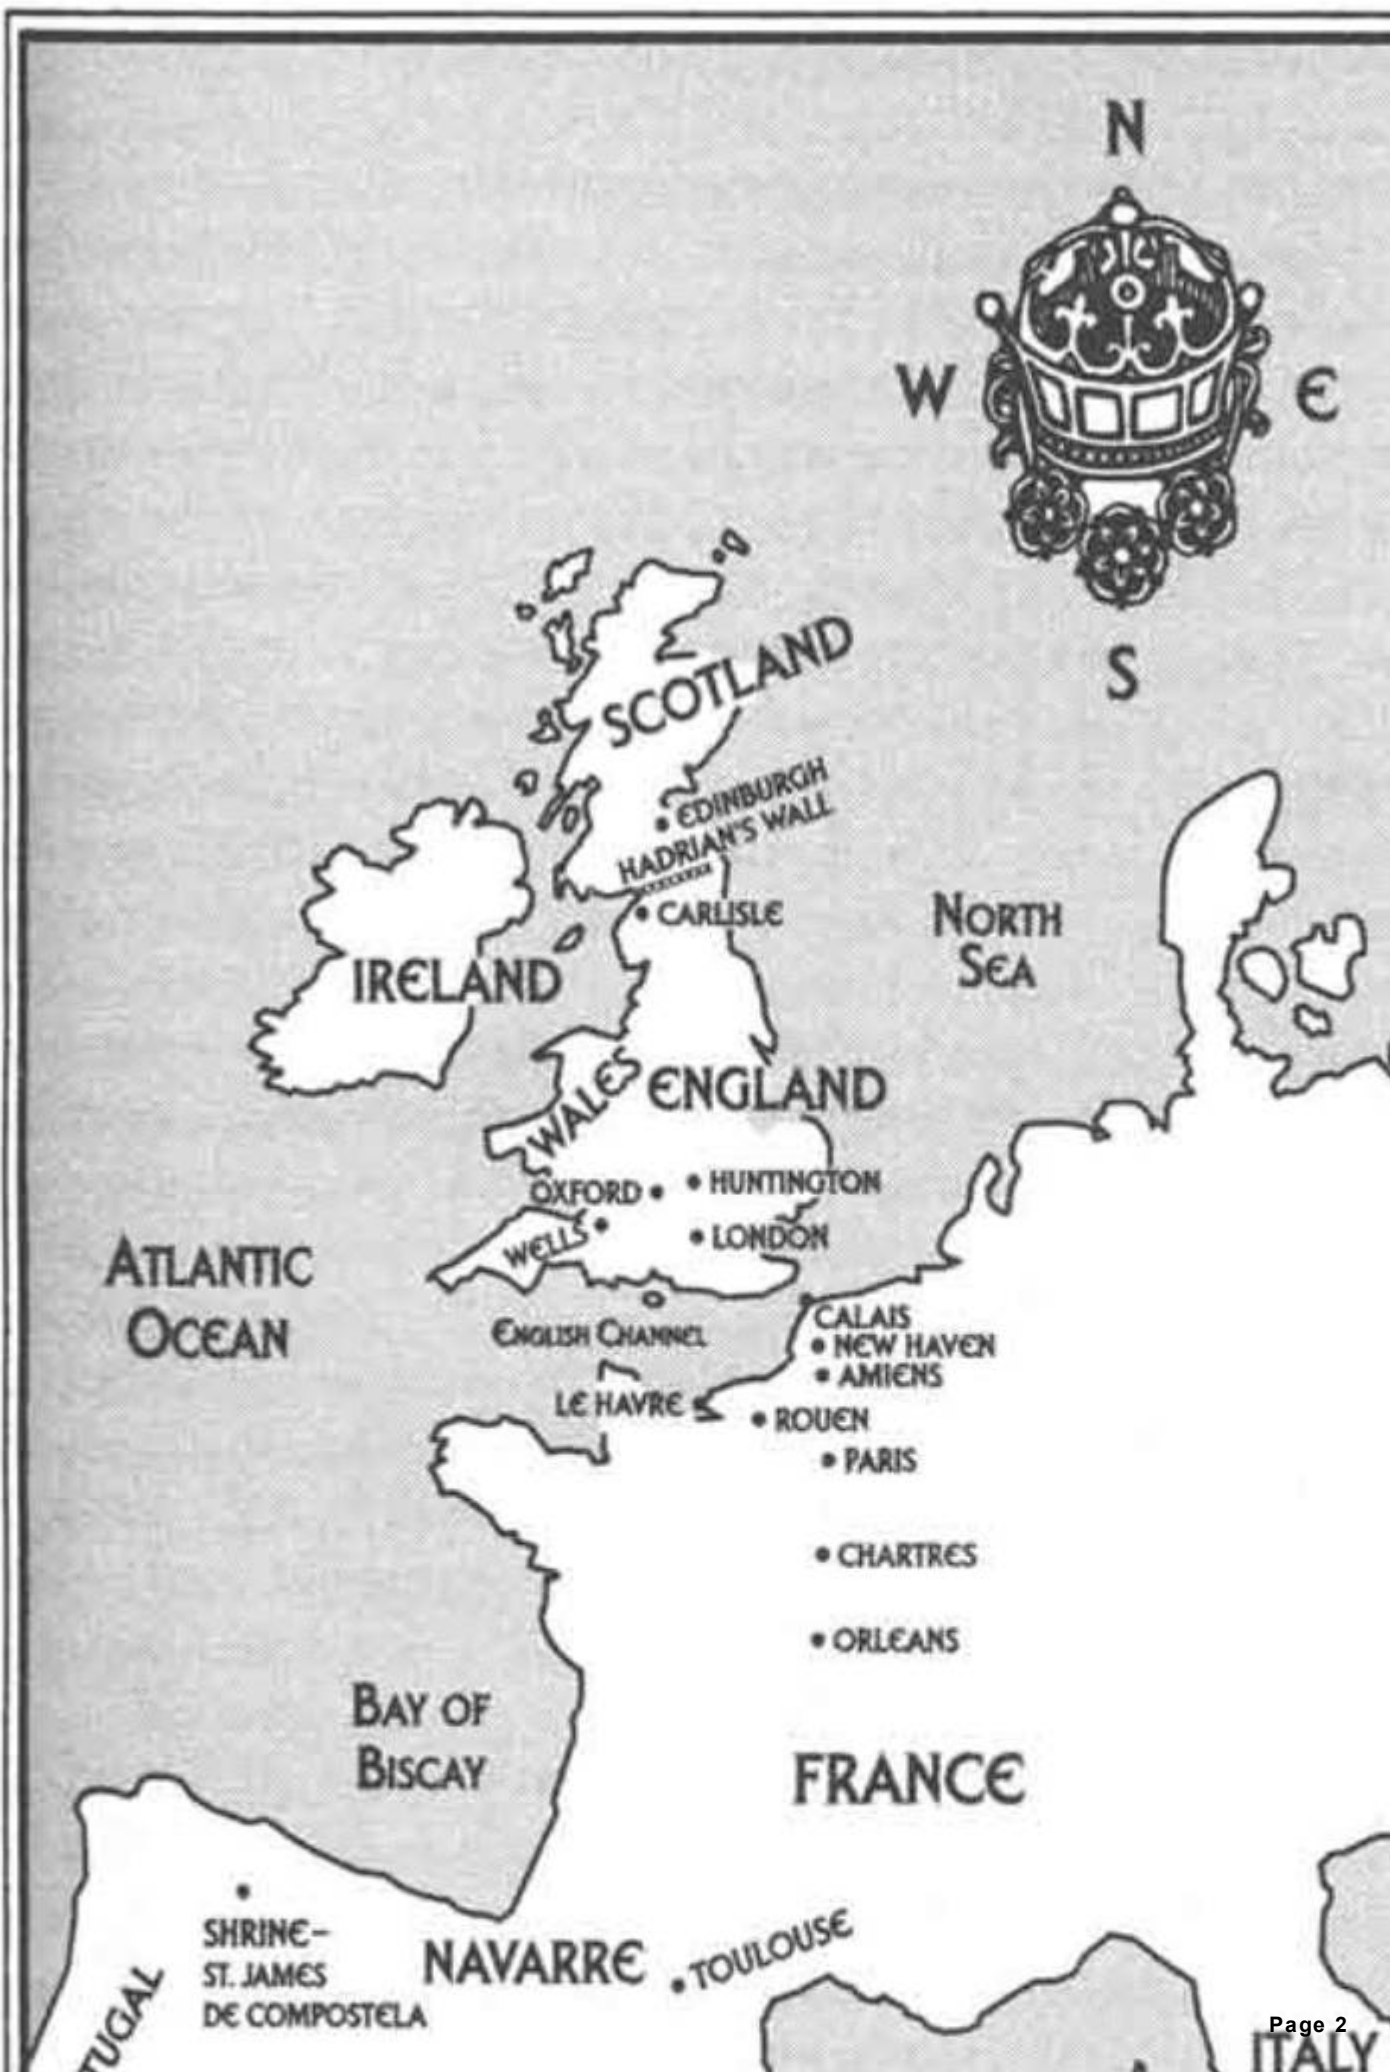 N
W
E
S
SCOTLAND
EDINBURGH
HADRIAN'S WALL
CARLISLE
NORTH
SEA
IRELAND
WALES
ENGLAND
OXFORD
HUNTINGTON
WELLS
LONDON
ATLANTIC
OCEAN
ENGLISH CHANNEL
CALAIS
NEW HAVEN
AMIENS
LE HAVRE
ROUEN
PARIS
CHARTRES
ORLEANS
BAY OF
BISCAY
FRANCE
SHRINE–
ST. JAMES
DE COMPOSTELA
NAVARRE
TOULOUSE
TUGAL
Page 2
ITALY